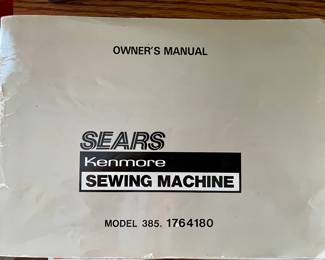 OWNER'S MANUAL
SEARS
Kenmore
SEWING MACHINE
MODEL 385. 1764180